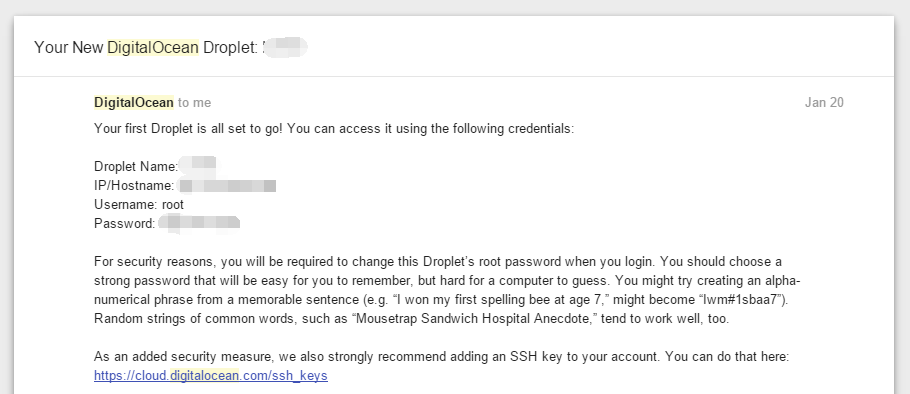 Your New DigitalOcean Droplet:
DigitalOcean to me
Jan 20
Your first Droplet is all set to go! You can access it using the following credentials:
Droplet Name:
IP/Hostname:
Username: root
Password:
For security reasons, you will be required to change this Droplet’s root password when you login. You should choose a
strong password that will be easy for you to remember, but hard for a computer to guess. You might try creating an alpha-
numerical phrase from a memorable sentence (e.g. “I won my first spelling bee at age 7,” might become “Iwm#1sbaa7”).
Random strings of common words, such as “Mousetrap Sandwich Hospital Anecdote,” tend to work well, too.
As an added security measure, we also strongly recommend adding an SSH key to your account. You can do that here:
https://cloud.digitalocean.com/ssh_keys